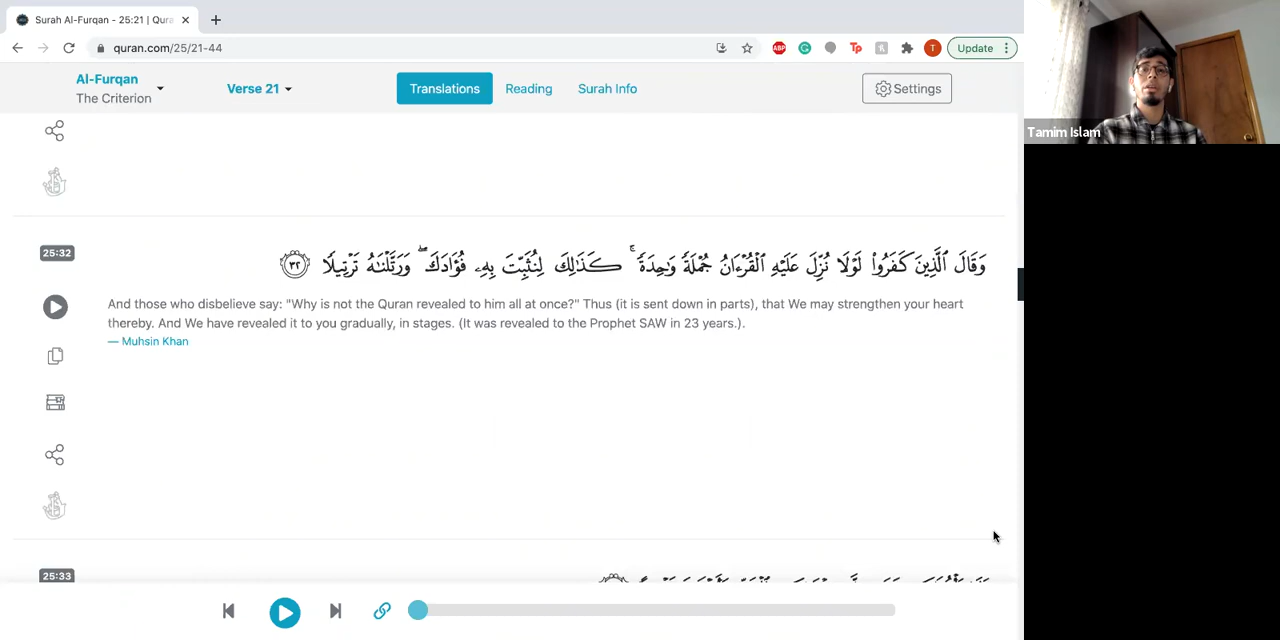 Surah Al-Furqan - 25:21 | Qura
quran.com/25/21-44
ABP
Tp
T
Update
Al-Furqan
The Criterion
Verse 21
Translations
Reading
Surah Info
Settings
Tamim Islam
25:32
وَقَالَ ٱلَّذِينَ كَفَرُوا۟ لَوْلَا نُزِّلَ عَلَيْهِ ٱلْقُرْءَانُ جُمْلَةً وَٰحِدَةً ۚ كَذَٰلِكَ لِنُثَبِّتَ بِهِۦ فُؤَادَكَ ۖ وَرَتَّلْنَٰهُ تَرْتِيلًا ٣٢
And those who disbelieve say: "Why is not the Quran revealed to him all at once?" Thus (it is sent down in parts), that We may strengthen your heart
thereby. And We have revealed it to you gradually, in stages. (It was revealed to the Prophet SAW in 23 years.).
— Muhsin Khan
25:33